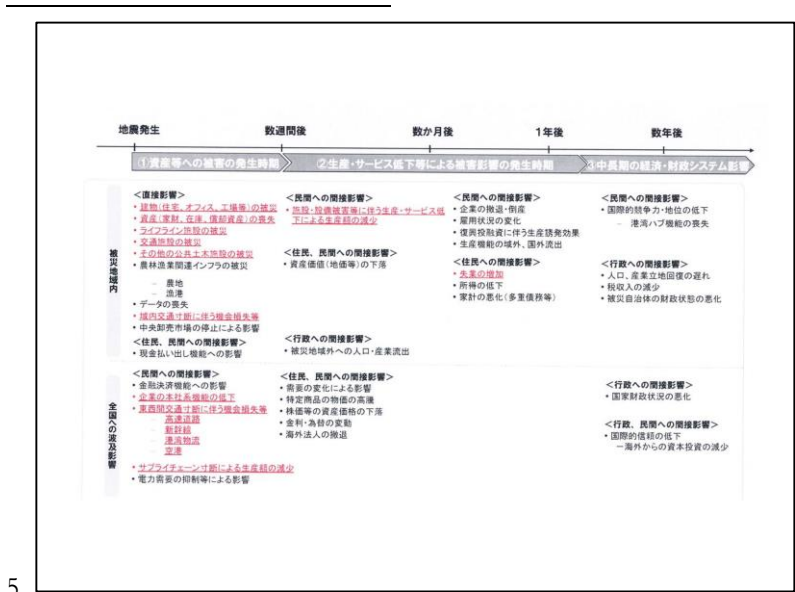 地震発生
数週間後
数か月後
1年後
数年後
①資産等への被害の発生時期
②生産・サービス低下等による被害影響の発生時期
③中長期の経済・財政システム影響
被災地域内
<直接影響>
・建物(住宅、オフィス、工場等)の被災
・資産(家財、在庫、償却資産)の喪失
・ライフライン施設の被災
・交通施設の被災
・その他の公共土木施設の被災
・農林漁業関連インフラの被災
– 農地
– 漁港
・データの喪失
・域内交通寸断に伴う機会損失等
・中央卸売市場の停止による影響
<住民、民間への間接影響>
・現金払い出し機能への影響
<民間への間接影響>
・施設・設備被害等に伴う生産・サービス低
下による生産額の減少
<住民、民間への間接影響>
・資産価値(地価等)の下落
<行政への間接影響>
・被災地域外への人口・産業流出
<民間への間接影響>
・企業の撤退・倒産
・雇用状況の変化
・復興投融資に伴う生産誘発効果
・生産機能の域外、国外流出
<住民への間接影響>
・失業の増加
・所得の低下
・家計の悪化(多重債務等)
<民間への間接影響>
・国際的競争力・地位の低下
– 港湾ハブ機能の喪失
<行政への間接影響>
・人口、産業立地回復の遅れ
・税収入の減少
・被災自治体の財政状態の悪化
全国への波及影響
<民間への間接影響>
・金融決済機能への影響
・企業の本社系機能の低下
・東西間交通寸断に伴う機会損失等
– 高速道路
– 新幹線
– 港湾物流
– 空港
・サプライチェーン寸断による生産額の減少
・電力需要の抑制等による影響
<住民、民間への間接影響>
・需要の変化による影響
・特定商品の物価の高騰
・株価等の資産価格の下落
・金利・為替の変動
・海外法人の撤退
<行政への間接影響>
・国家財政状況の悪化
<行政、民間への間接影響>
・国際的信頼の低下
ー海外からの資本投資の減少
5